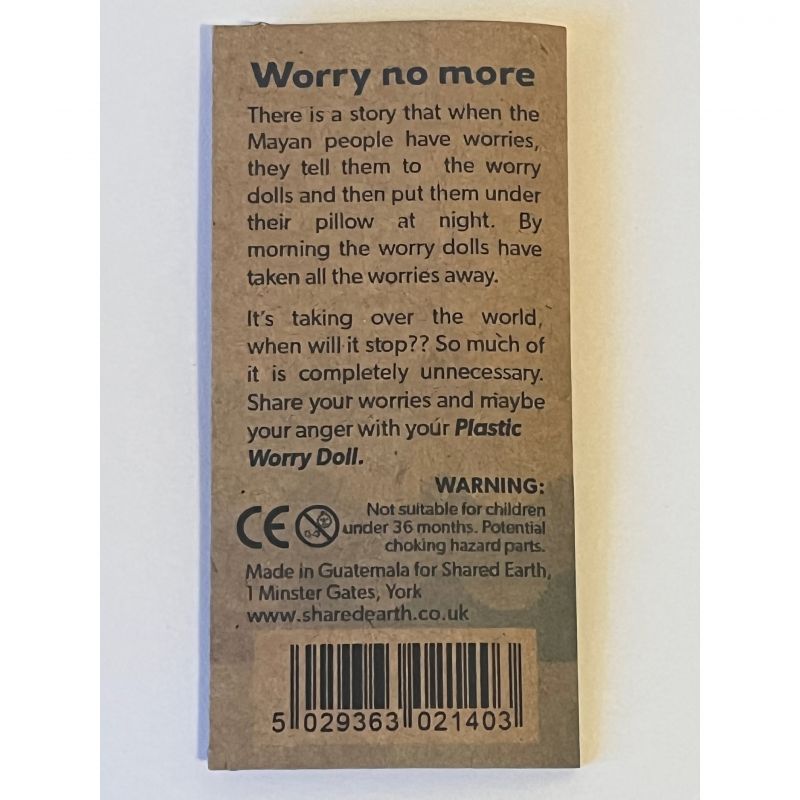 Worry no more
There is a story that when the
Mayan people have worries,
they tell them to the worry
dolls and then put them under
their pillow at night. By
morning the worry dolls have
taken all the worries away.
It's taking over the world,
when will it stop?? So much of
it is completely unnecessary.
Share your worries and maybe
your anger with your Plastic
Worry Doll.
WARNING:
CE Not suitable for children
under 36 months. Potential
choking hazard parts.
Made in Guatemala for Shared Earth,
1 Minster Gates, York
www.sharedearth.co.uk
5 029363 021403